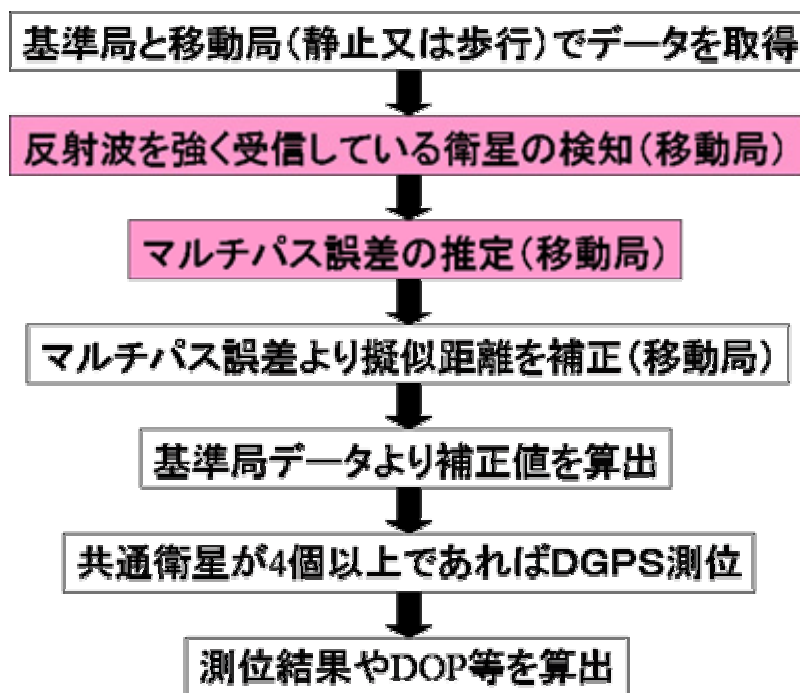 基準局と移動局(静止又は歩行)でデータを取得
反射波を強く受信している衛星の検知(移動局)
マルチパス誤差の推定(移動局)
マルチパス誤差より擬似距離を補正(移動局)
基準局データより補正値を算出
共通衛星が4個以上であればDGPS測位
測位結果やDOP等を算出